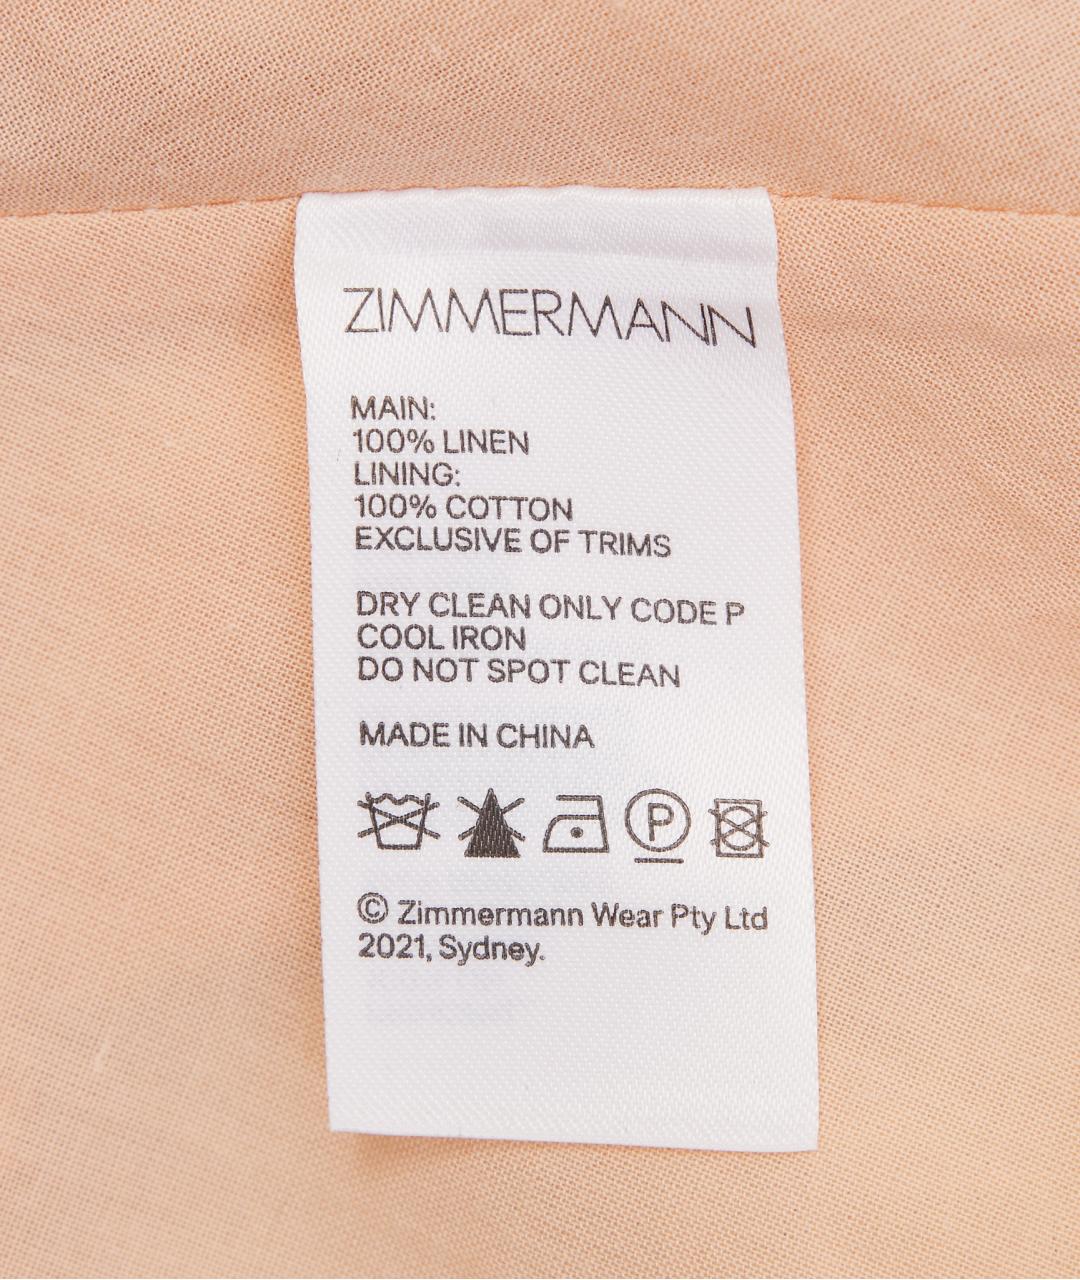 ZIMMERMANN
MAIN:
100% LINEN
LINING:
100% COTTON
EXCLUSIVE OF TRIMS
DRY CLEAN ONLY CODE P
COOL IRON
DO NOT SPOT CLEAN
MADE IN CHINA
P
© Zimmermann Wear Pty Ltd
2021, Sydney.